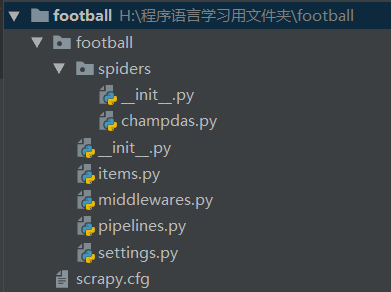 football H:\程序语言学习用文件夹\football
football
spiders
__init__.py
champdas.py
__init__.py
items.py
middlewares.py
pipelines.py
settings.py
scrapy.cfg